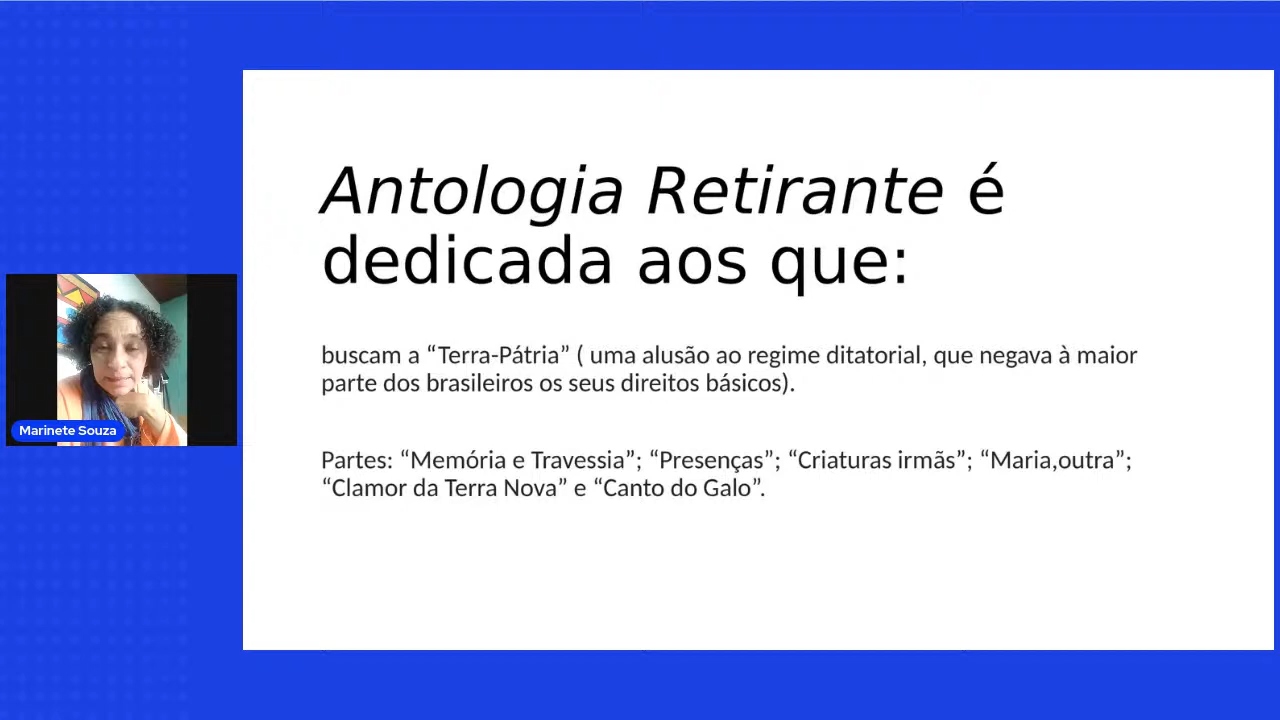 Antologia Retirante é
dedicada aos que:
buscam a “Terra-Pátria” ( uma alusão ao regime ditatorial, que negava à maior
parte dos brasileiros os seus direitos básicos).
Partes: “Memória e Travessia”; “Presenças”; “Criaturas irmãs”; “Maria,outra”;
“Clamor da Terra Nova” e “Canto do Galo”.
Marinete Souza